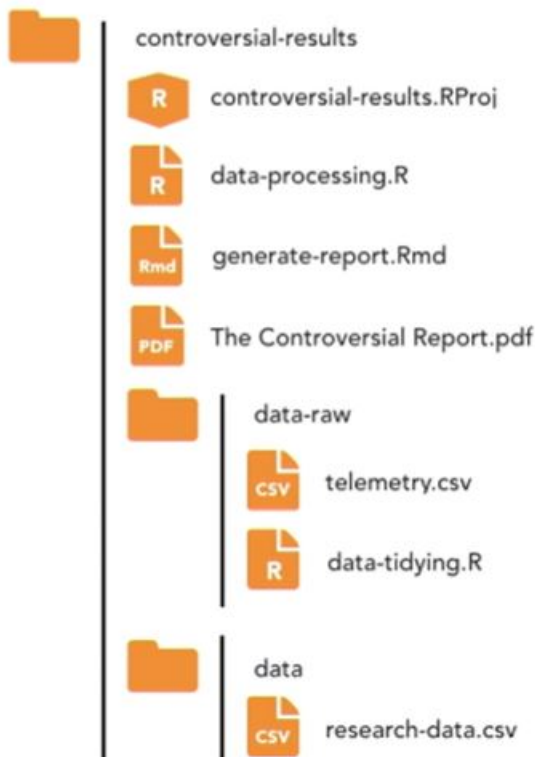 controversial-results
R controversial-results.RProj
R data-processing.R
Rmd generate-report.Rmd
PDF The Controversial Report.pdf
data-raw
CSV telemetry.csv
R data-tidying.R
data
CSV research-data.csv